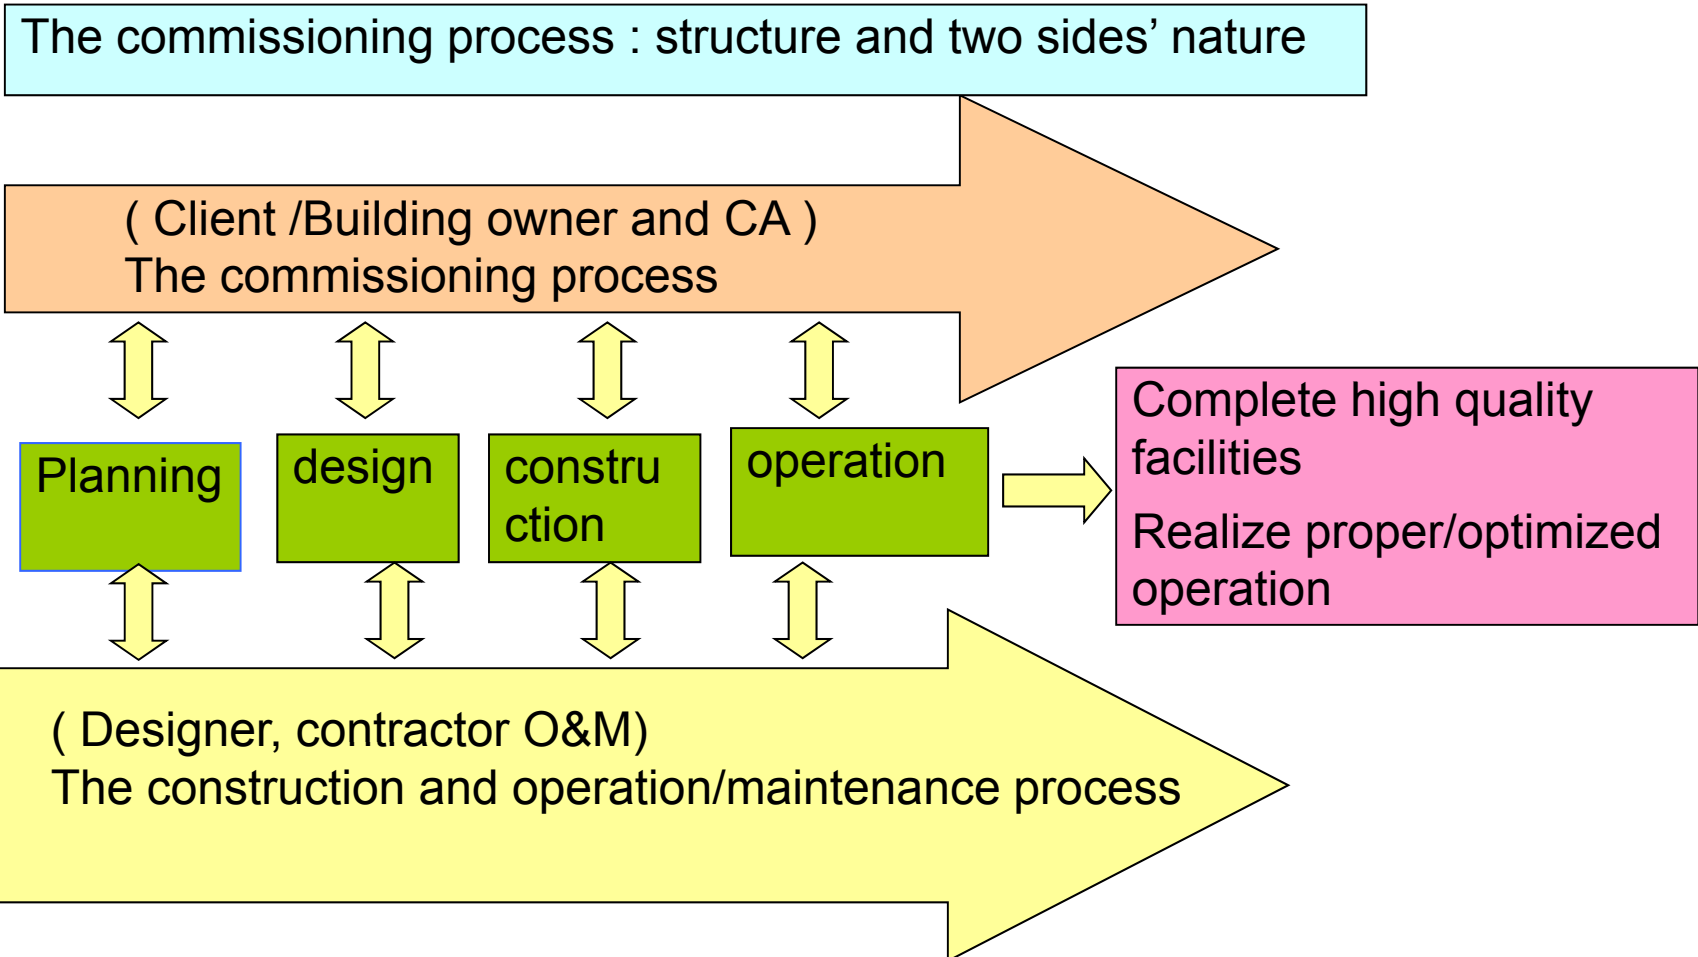 The commissioning process : structure and two sides’ nature
( Client /Building owner and CA )
The commissioning process
Planning
design
constru
ction
operation
Complete high quality
facilities
Realize proper/optimized
operation
( Designer, contractor O&M)
The construction and operation/maintenance process